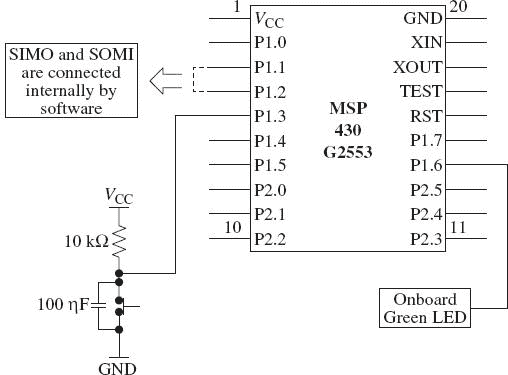 1
20
VCC
GND
P1.0
XIN
SIMO and SOMI
are connected
internally by
software
P1.1
XOUT
P1.2
TEST
MSP
430
G2553
P1.3
RST
P1.4
P1.7
P1.5
P1.6
P2.0
P2.5
P2.1
P2.4
10
11
P2.2
P2.3
VCC
10 kΩ
100 ηF
GND
Onboard
Green LED